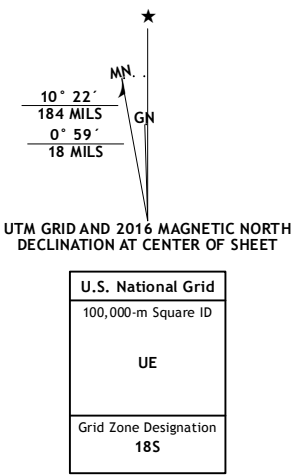 ★
MN
GN
10° 22´
184 MILS
0° 59´
18 MILS
UTM GRID AND 2016 MAGNETIC NORTH
DECLINATION AT CENTER OF SHEET
U.S. National Grid
100,000-m Square ID
UE
Grid Zone Designation
18S